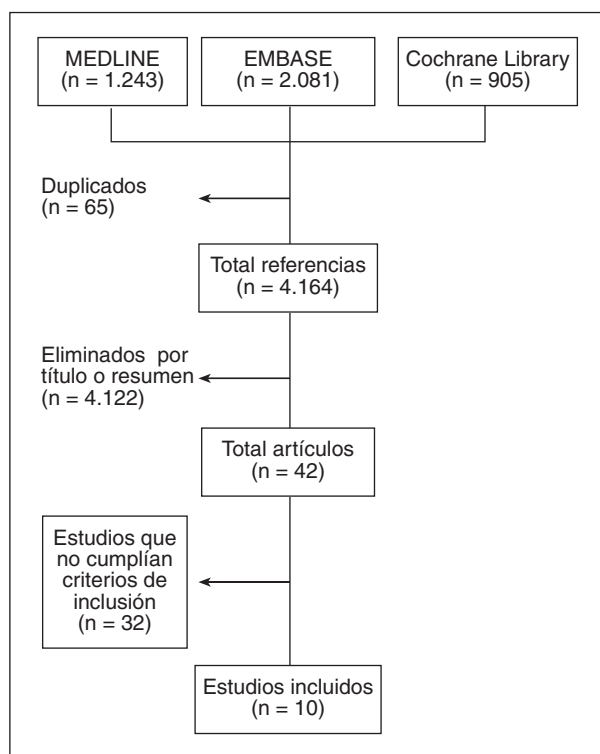 MEDLINE
(n = 1.243)
EMBASE
(n = 2.081)
Cochrane Library
(n = 905)
Duplicados
(n = 65)
Total referencias
(n = 4.164)
Eliminados por
título o resumen
(n = 4.122)
Total artículos
(n = 42)
Estudios que
no cumplían
criterios de
inclusión
(n = 32)
Estudios incluidos
(n = 10)